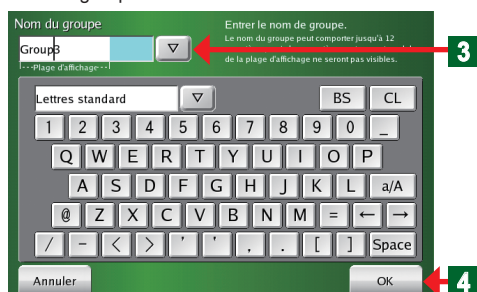 Nom du groupe
Entrer le nom de groupe.
Le nom du groupe peut comporter jusqu'à 12
de la plage d'affichage ne seront pas visibles.
Group3
Plage d'affichage
3
Lettres standard
BS CL
1 2 3 4 5 6 7 8 9 0 _
Q W E R T Y U I O P
A S D F G H J K L a/A
@ Z X C V B N M = ← →
/ - < > ' ' , . [ ] Space
Annuler OK
4